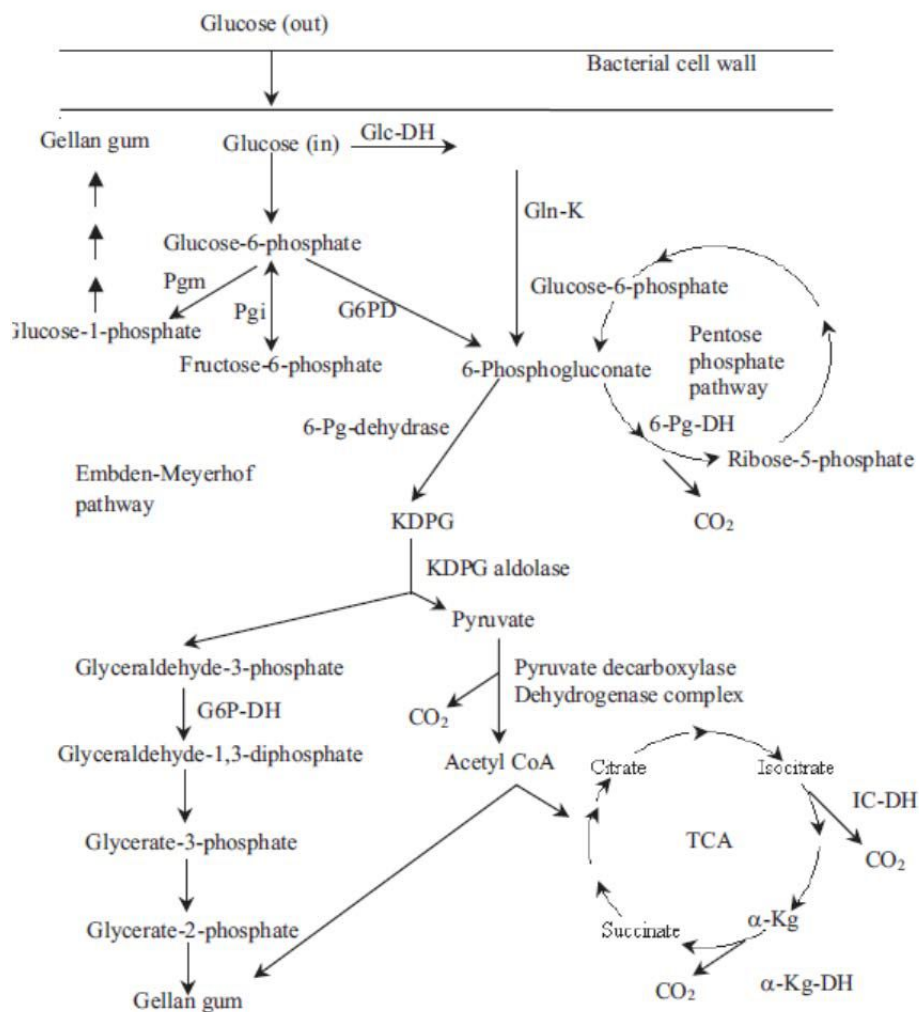 Glucose (out)
Bacterial cell wall
Gellan gum
Glucose (in)
Glc-DH
Gln-K
Glucose-6-phosphate
Pgm
Pgi
G6PD
Glucose-6-phosphate
Glucose-1-phosphate
Fructose-6-phosphate
6-Phosphogluconate
Pentose
phosphate
pathway
6-Pg-dehydrase
6-Pg-DH
Ribose-5-phosphate
Embden-Meyerhof
pathway
KDPG
CO2
KDPG aldolase
Pyruvate
Glyceraldehyde-3-phosphate
Pyruvate decarboxylase
Dehydrogenase complex
G6P-DH
CO2
Glyceraldehyde-1,3-diphosphate
Acetyl CoA
Citrate
Isocitrate
IC-DH
TCA
CO2
Glycerate-3-phosphate
Glycerate-2-phosphate
Succinate
α-Kg
CO2
α-Kg-DH
Gellan gum